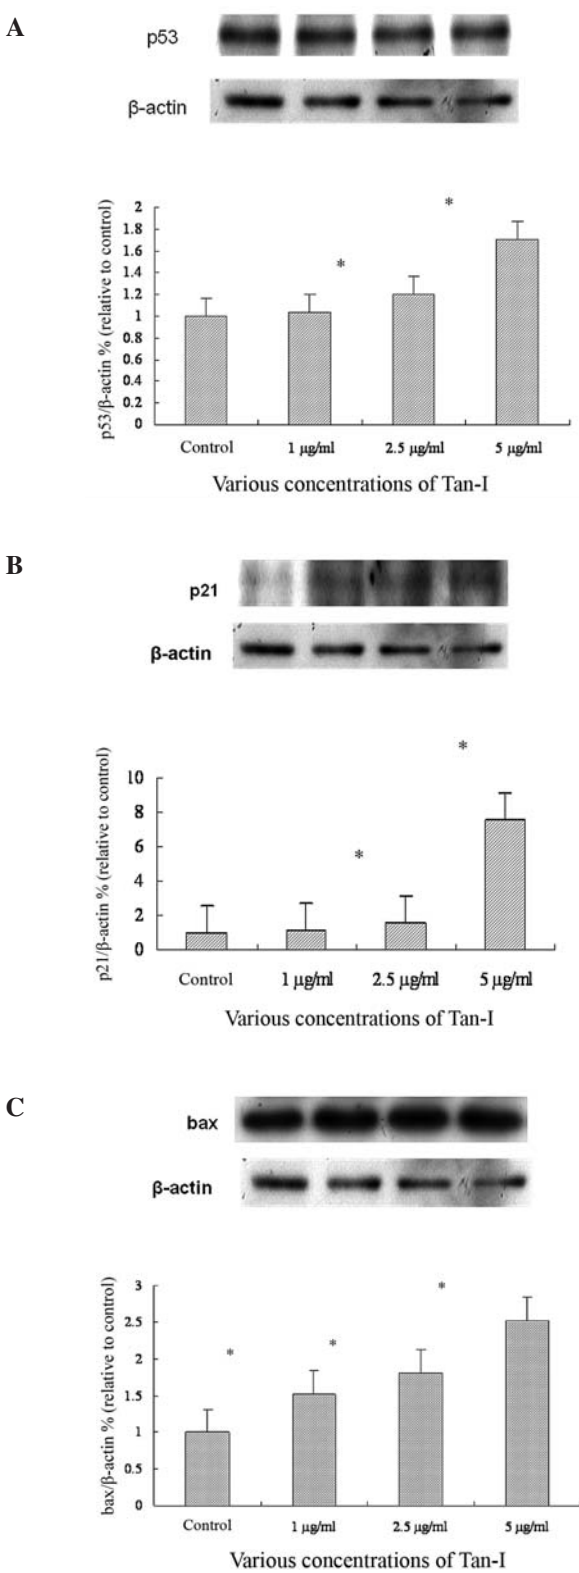 A
p53
β-actin
*
*
2
1.8
1.6
1.4
1.2
1
0.8
0.6
0.4
0.2
0
p53/β-actin % (relative to control)
Control 1 µg/ml 2.5 µg/ml 5 µg/ml
Various concentrations of Tan-I
B
p21
β-actin
*
*
10
8
6
4
2
0
p21/β-actin % (relative to control)
Control 1 µg/ml 2.5 µg/ml 5 µg/ml
Various concentrations of Tan-I
C
bax
β-actin
*
*
*
3
2.5
2
1.5
1
0.5
0
bax/β-actin % (relative to control)
Control 1 µg/ml 2.5 µg/ml 5 µg/ml
Various concentrations of Tan-I